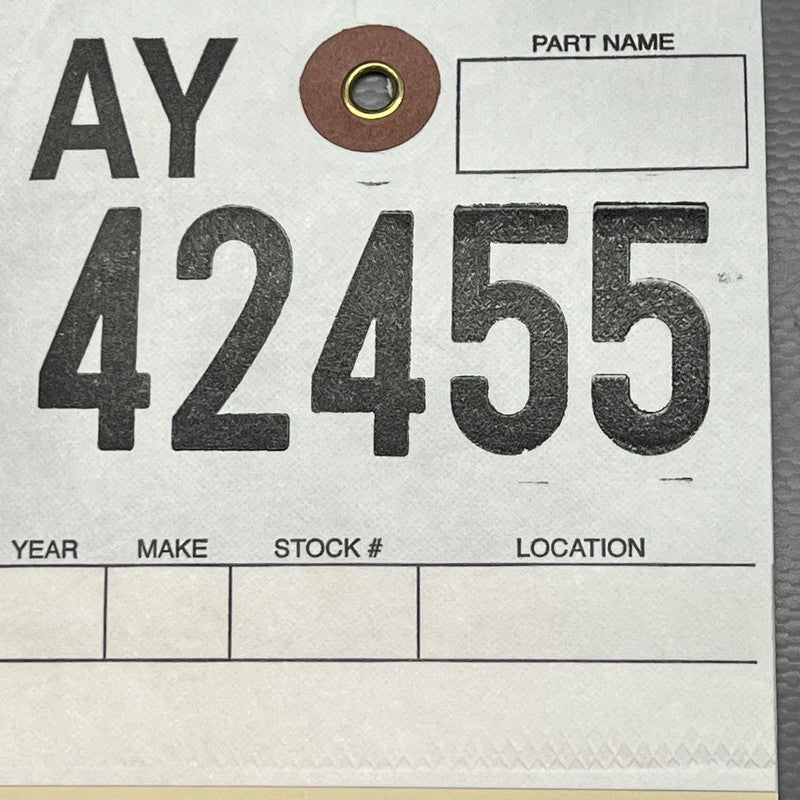 AY
PART NAME
42455
YEAR MAKE STOCK # LOCATION